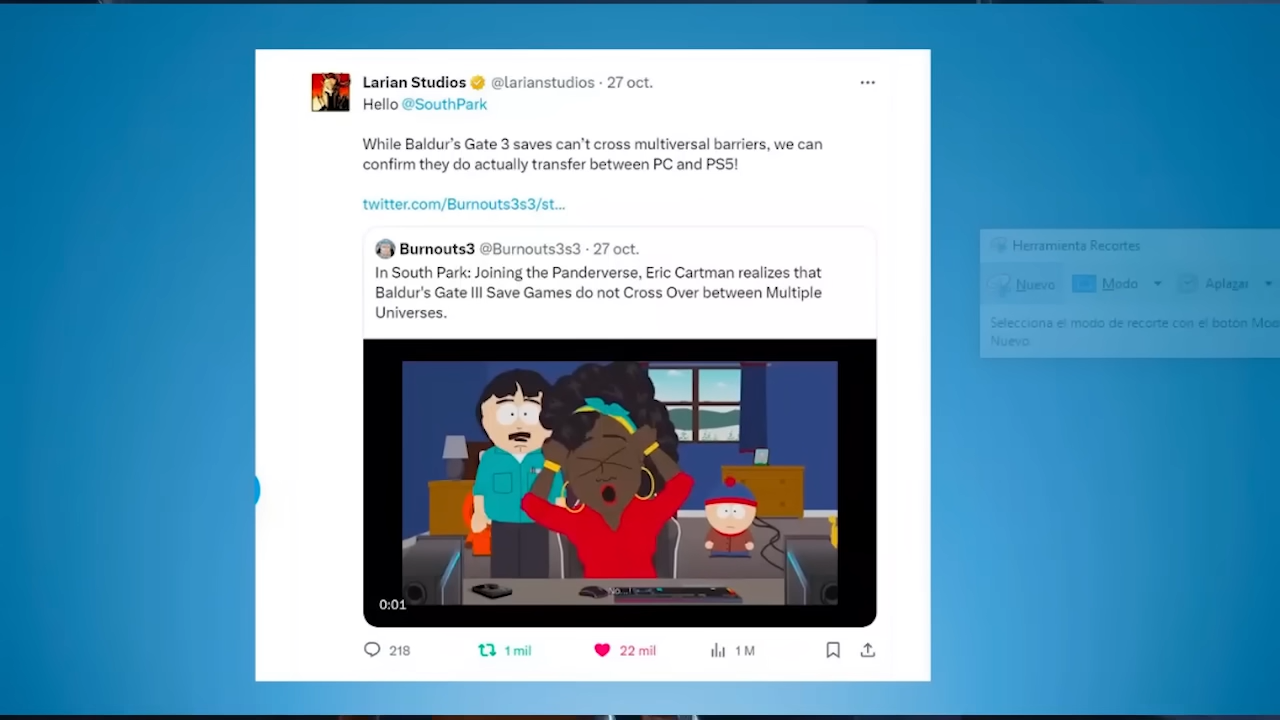 Larian Studios @larianstudios · 27 oct.
Hello @SouthPark
While Baldur's Gate 3 saves can't cross multiversal barriers, we can
confirm they do actually transfer between PC and PS5!
twitter.com/Burnouts3s3/st...
Burnouts3 @Burnouts3s3 · 27 oct.
In South Park: Joining the Panderverse, Eric Cartman realizes that
Baldur's Gate III Save Games do not Cross Over between Multiple
Universes.
0:01
218 1 mil 22 mil 1 M
Herramienta Recortes
Nuevo Modo Aplazar
Selecciona el modo de recorte con el botón
Nuevo.